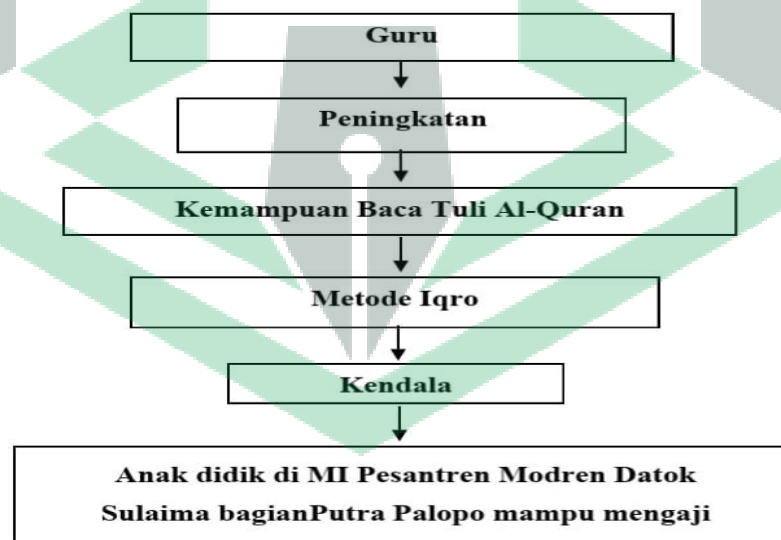 Guru
Peningkatan
Kemampuan Baca Tuli Al-Quran
Metode Iqro
Kendala
Anak didik di MI Pesantren Modren Datok
Sulaima bagianPutra Palopo mampu mengaji